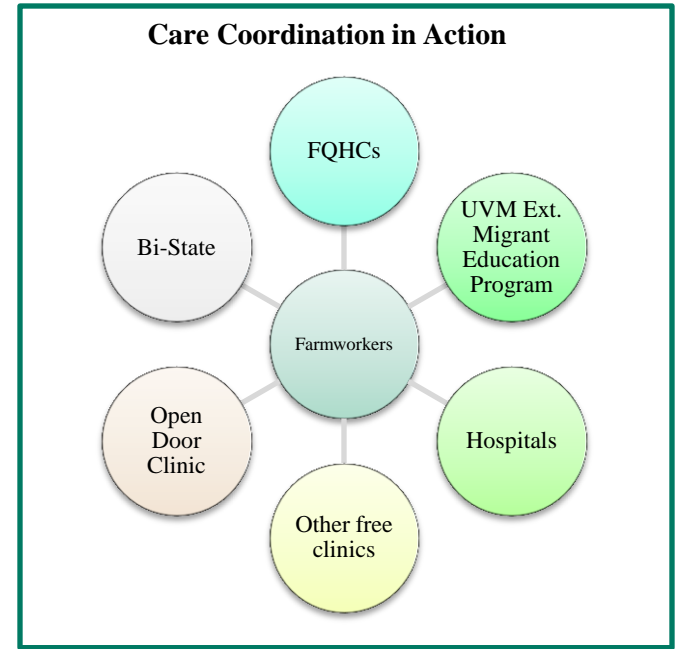 Care Coordination in Action
FQHCs
UVM Ext.
Migrant
Education
Program
Bi-State
Farmworkers
Open
Door
Clinic
Hospitals
Other free
clinics